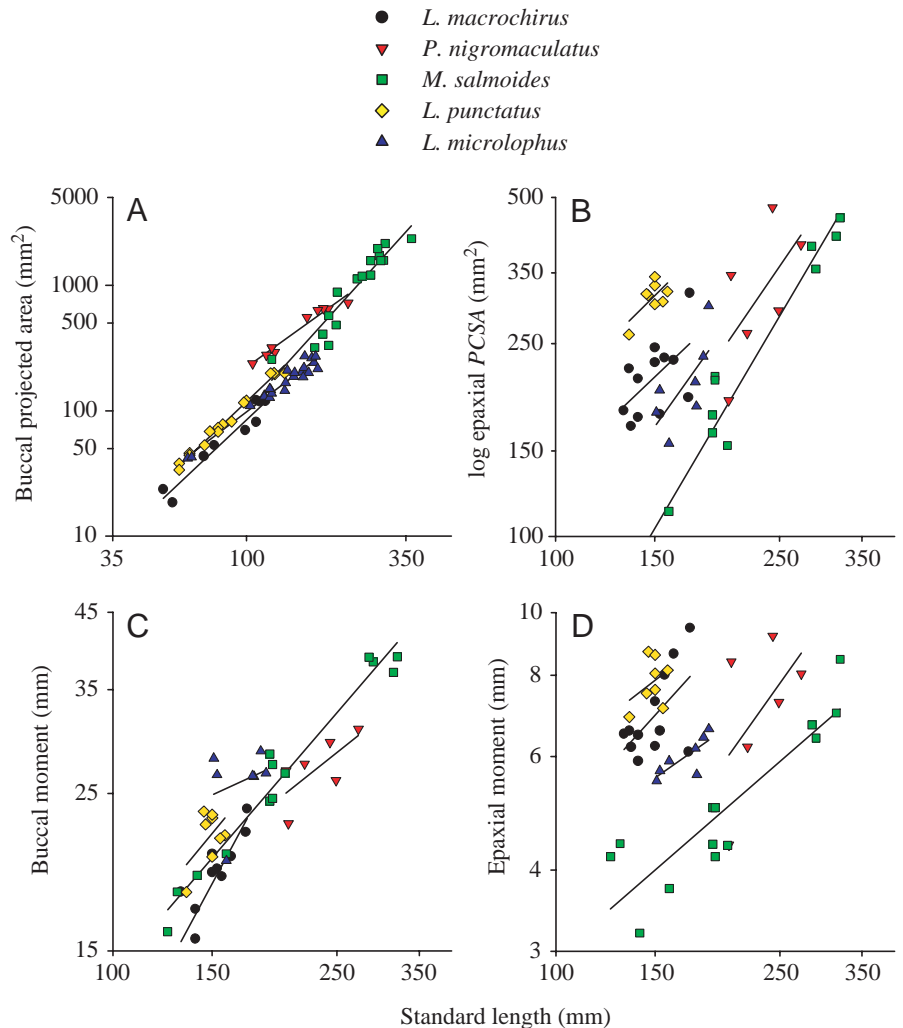 L. macrochirus
P. nigromaculatus
M. salmoides
L. punctatus
L. microlophus
A
Buccal projected area (mm²)
5000
1000
500
100
50
10
35
100
350
B
log epaxial PCSA (mm²)
500
350
250
150
100
100
150
250
350
C
Buccal moment (mm)
45
35
25
15
100
150
250
350
D
Epaxial moment (mm)
10
8
6
4
3
100
150
250
350
Standard length (mm)